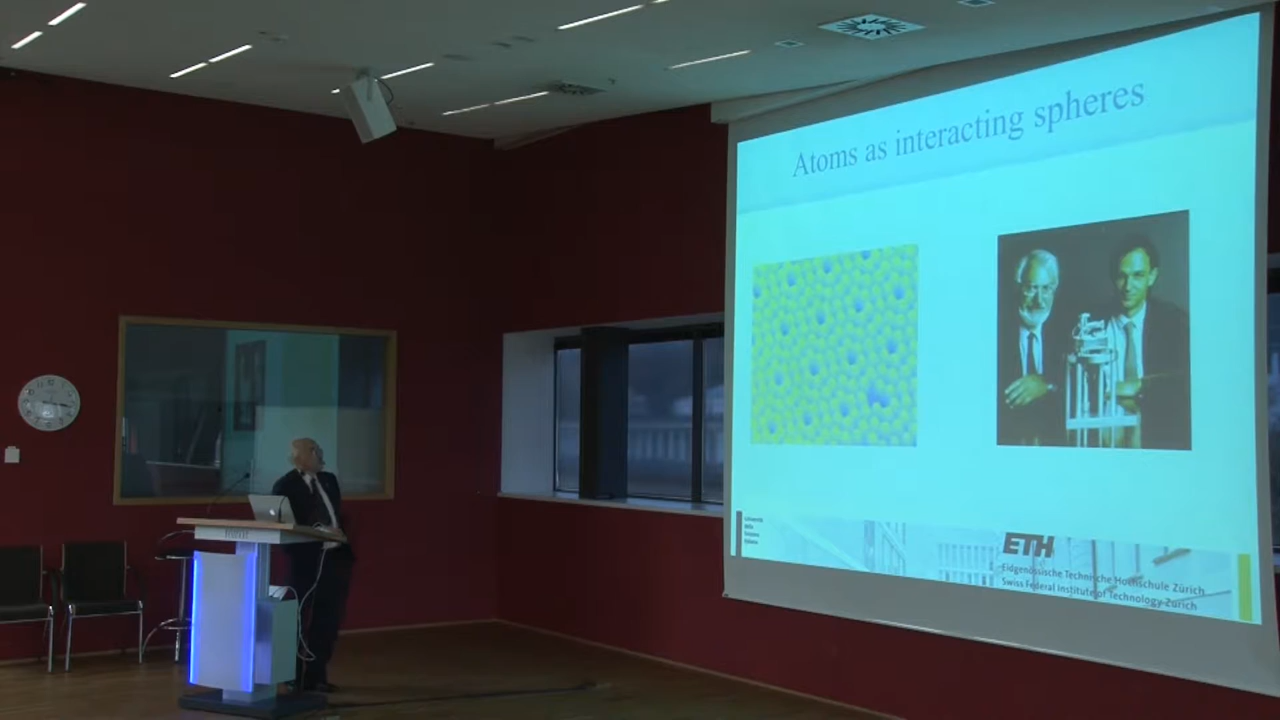 Atoms as interacting spheres
ETH
Eidgenössische Technische Hochschule Zürich
Swiss Federal Institute of Technology Zurich